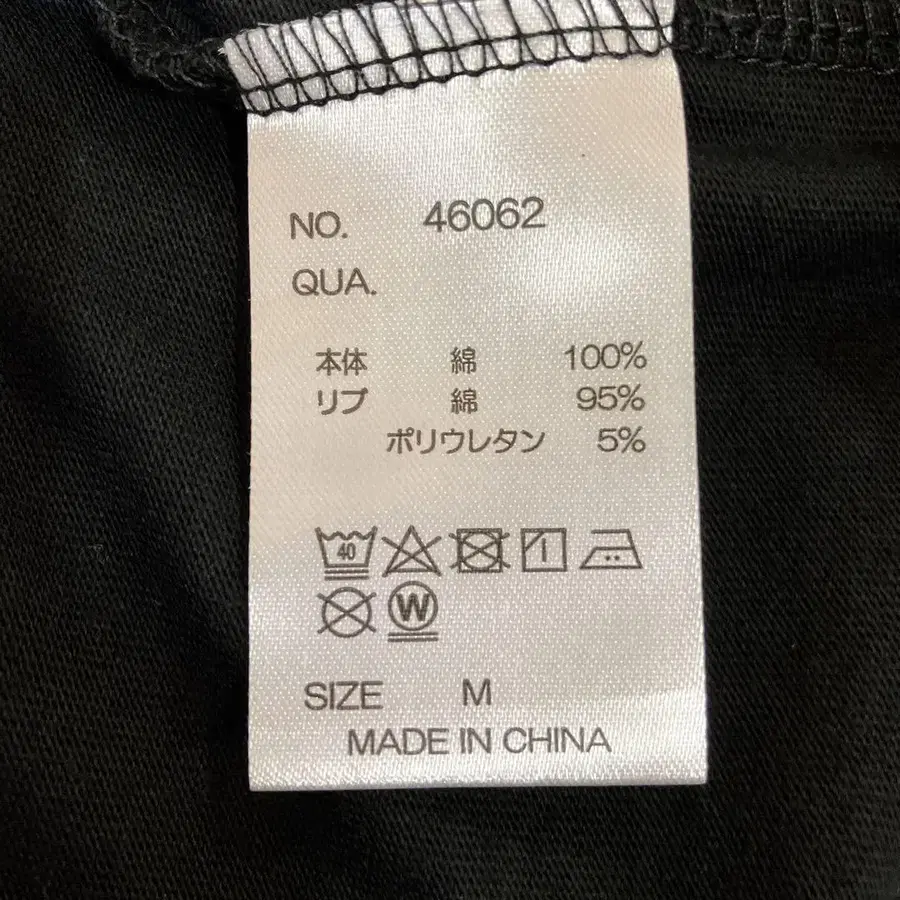 NO. 46062
QUA.
本体 綿 100%
リブ 綿 95%
ポリウレタン 5%
40
W
SIZE M
MADE IN CHINA